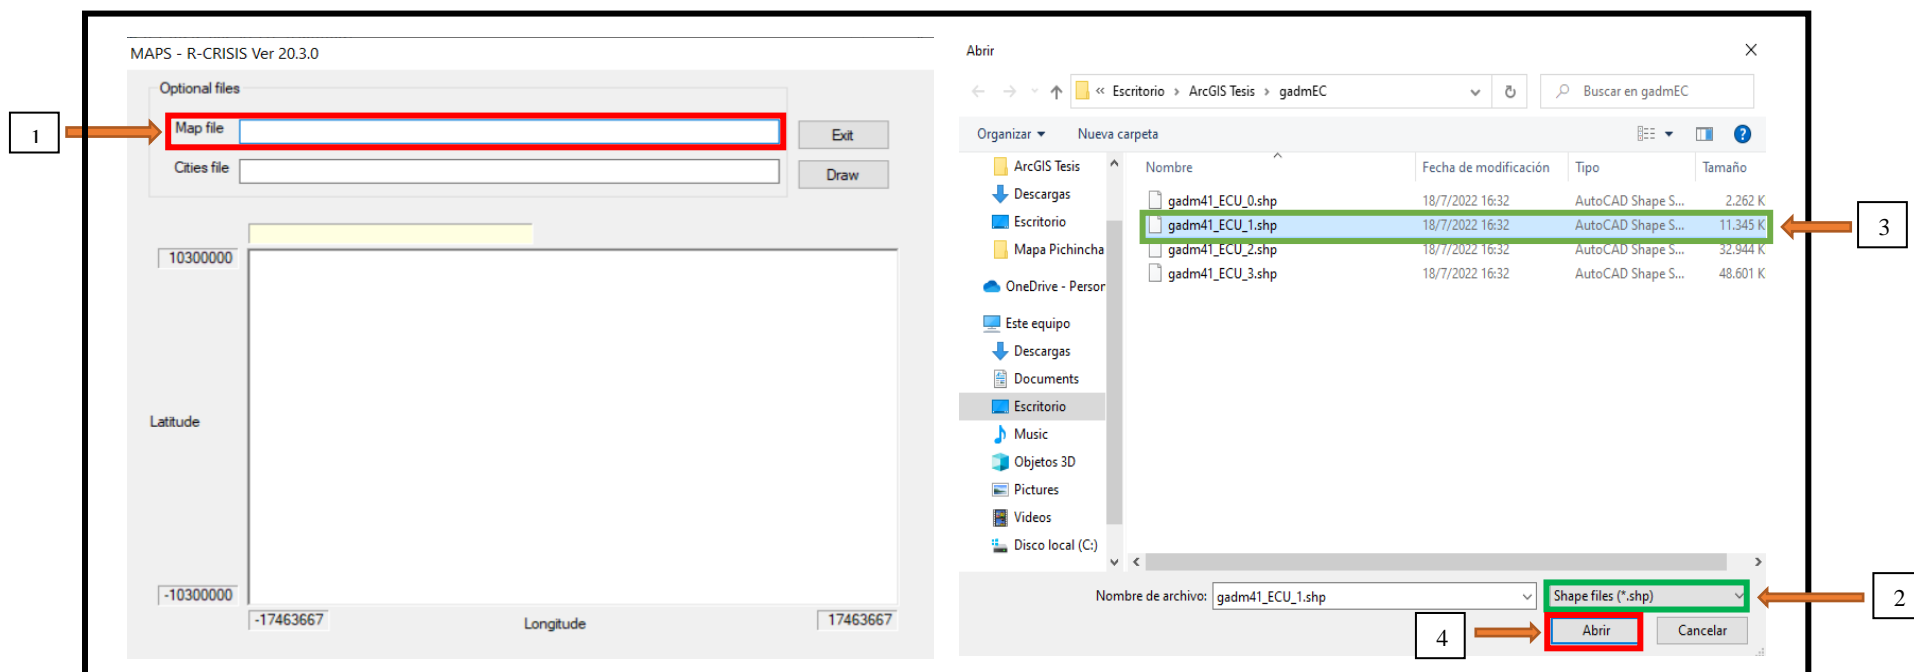 MAPS - R-CRISIS Ver 20.3.0
Optional files
1
Map file
Exit
Cities file
Draw
10300000
Latitude
-10300000
-17463667
Longitude
17463667
Abrir
« Escritorio › ArcGIS Tesis › gadmEC
Buscar en gadmEC
Organizar
Nueva carpeta
ArcGIS Tesis
Descargas
Escritorio
Mapa Pichincha
OneDrive - Person
Este equipo
Descargas
Documents
Escritorio
Music
Objetos 3D
Pictures
Videos
Disco local (C:)
Nombre Fecha de modificación Tipo Tamaño
gadm41_ECU_0.shp 18/7/2022 16:32 AutoCAD Shape S... 2.262 K
gadm41_ECU_1.shp 18/7/2022 16:32 AutoCAD Shape S... 11.345 K
3
gadm41_ECU_2.shp 18/7/2022 16:32 AutoCAD Shape S... 32.944 K
gadm41_ECU_3.shp 18/7/2022 16:32 AutoCAD Shape S... 48.601 K
Nombre de archivo: gadm41_ECU_1.shp
Shape files (*.shp)
2
4
Abrir
Cancelar